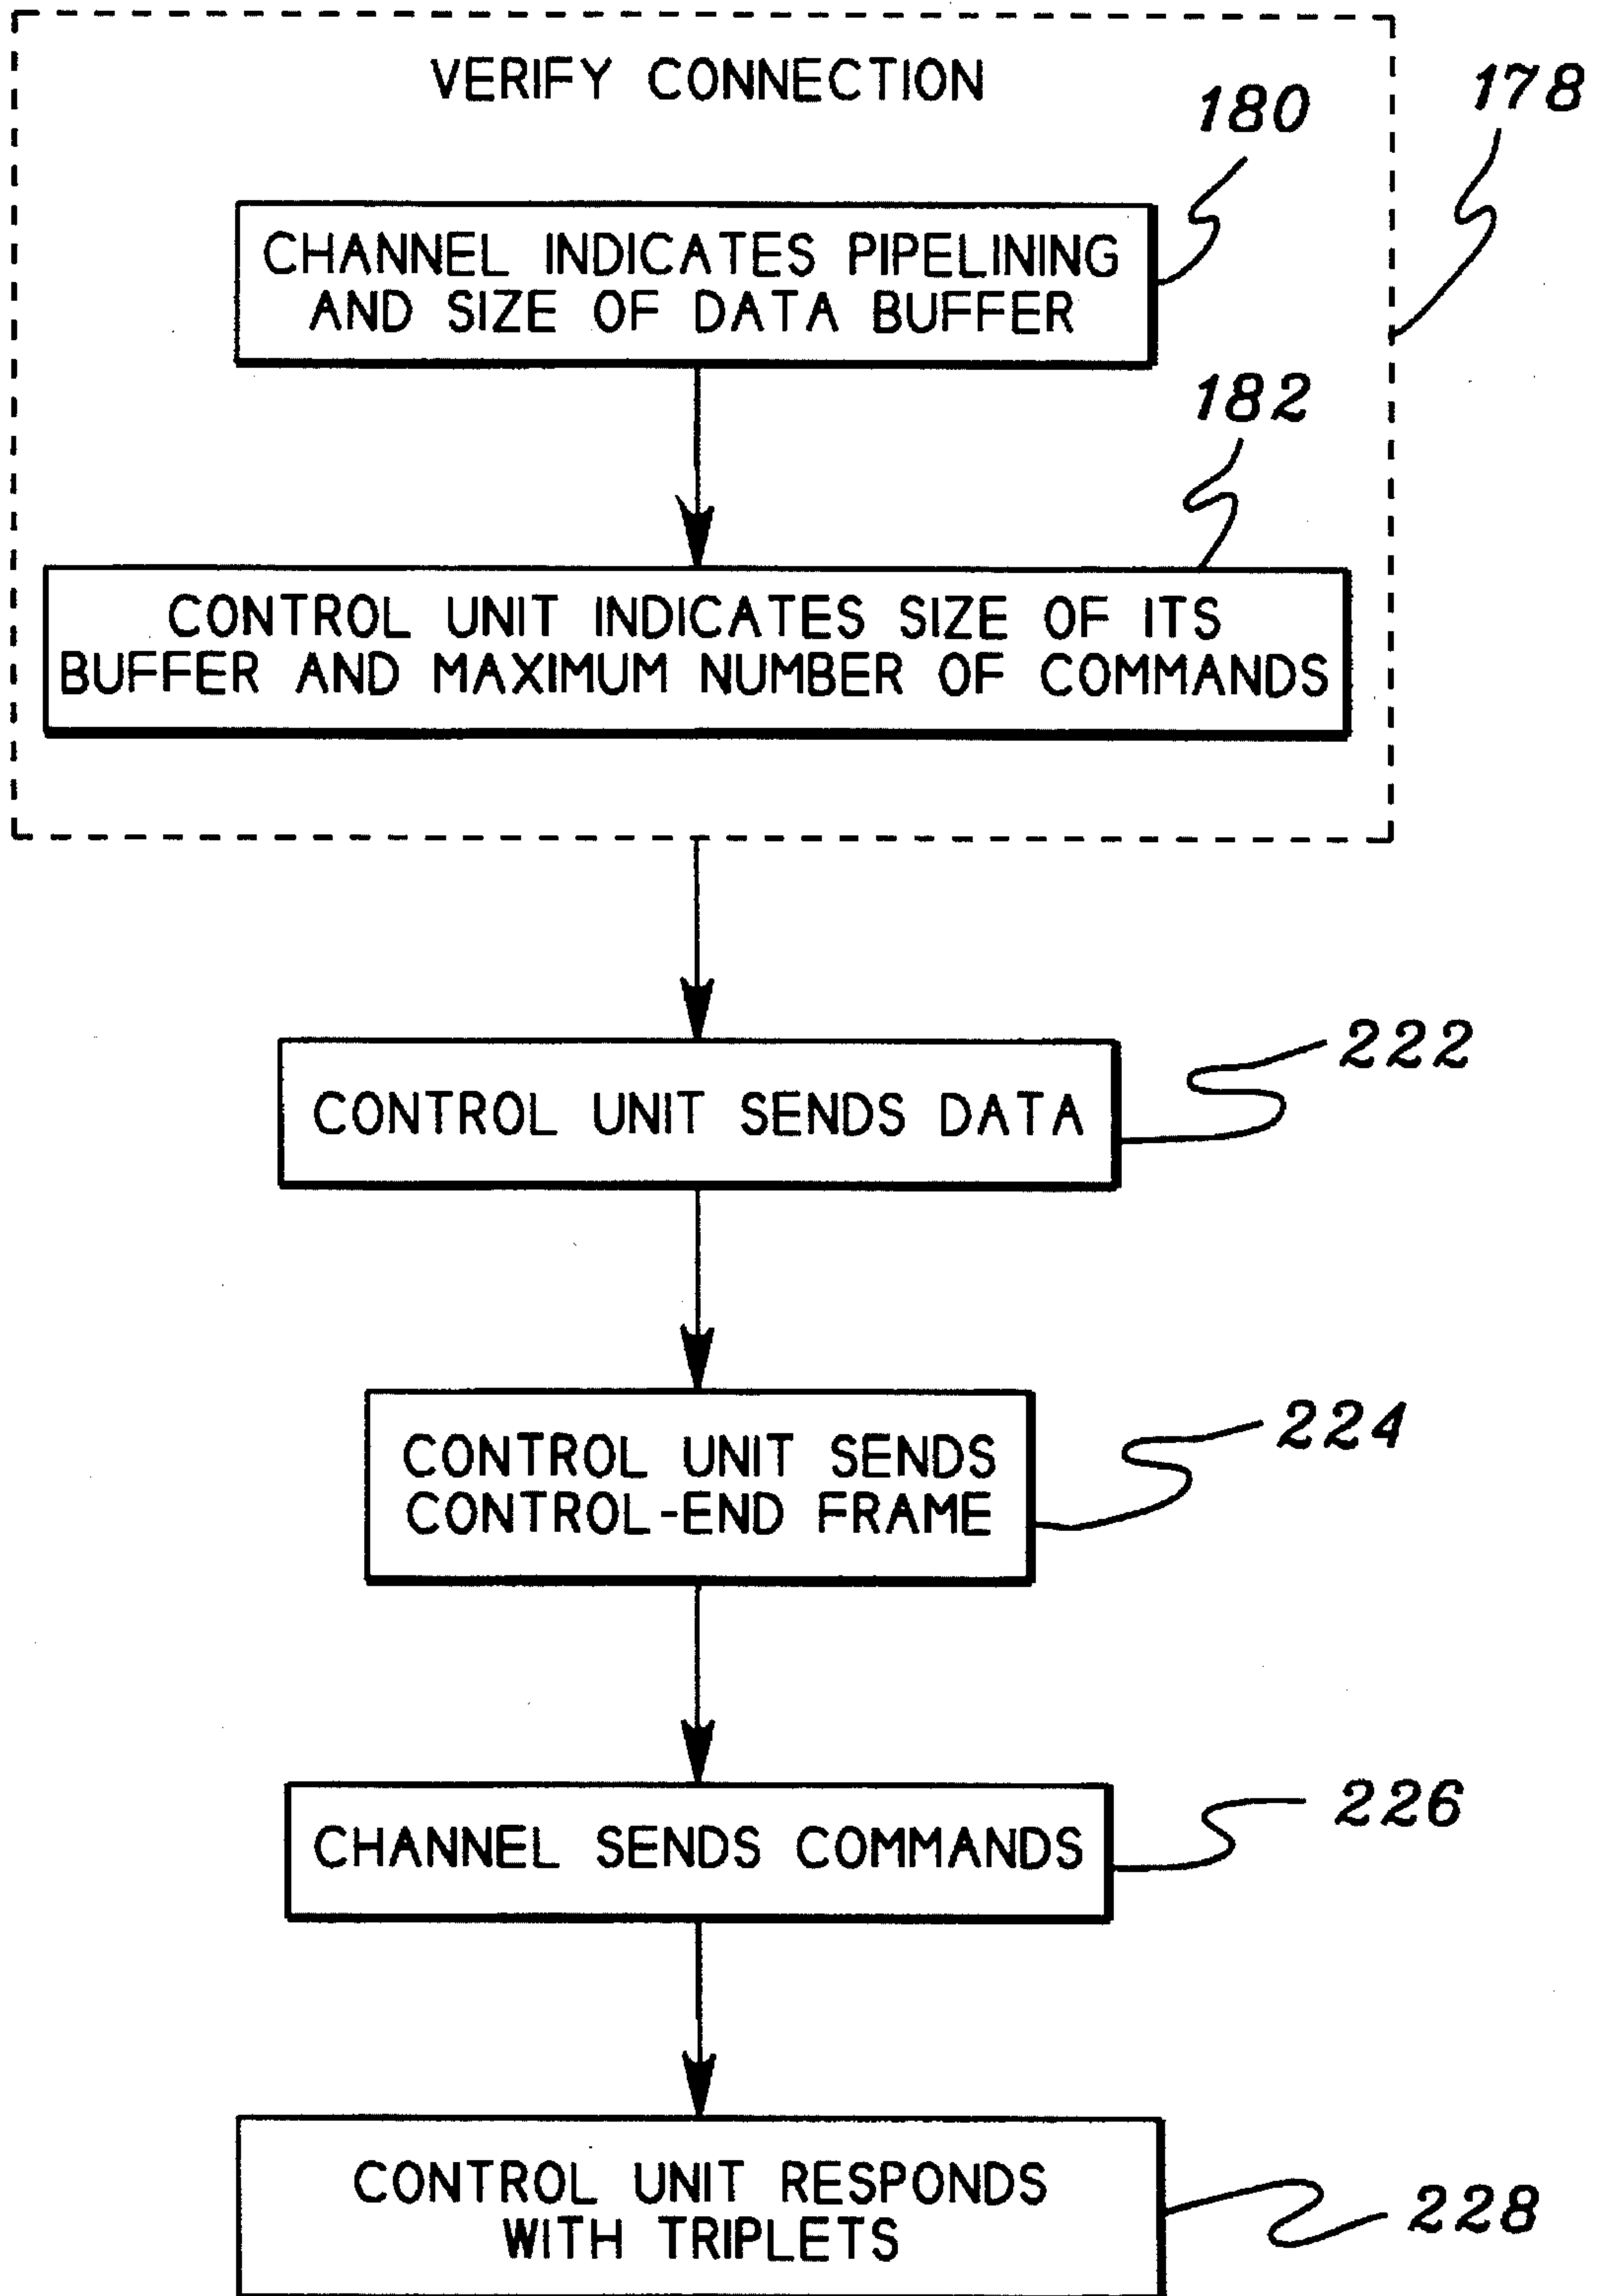 VERIFY CONNECTION
178
180
CHANNEL INDICATES PIPELINING
AND SIZE OF DATA BUFFER
182
CONTROL UNIT INDICATES SIZE OF ITS
BUFFER AND MAXIMUM NUMBER OF COMMANDS
222
CONTROL UNIT SENDS DATA
224
CONTROL UNIT SENDS
CONTROL-END FRAME
226
CHANNEL SENDS COMMANDS
CONTROL UNIT RESPONDS
WITH TRIPLETS
228